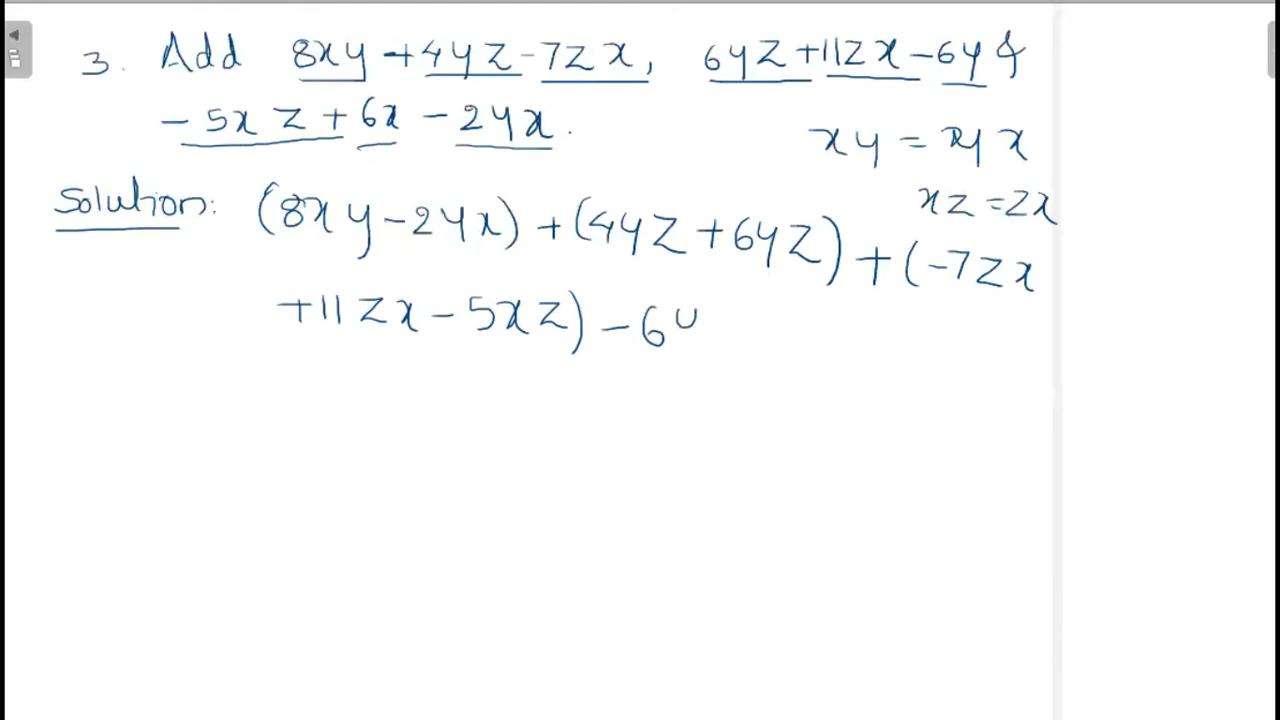 3. Add 8xy + 4yz - 7zx, 6yz + 11zx - 6y &
- 5xz + 6x - 2yx.
xy = yx
xz = zx
Solution: (8xy - 2yx) + (4yz + 6yz) + (-7zx
+ 11zx - 5xz) - 6